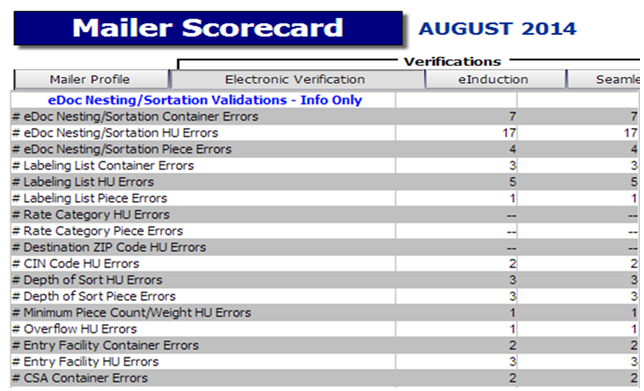 Mailer Scorecard AUGUST 2014
Verifications
Mailer Profile Electronic Verification eInduction Seamle
eDoc Nesting/Sortation Validations - Info Only
# eDoc Nesting/Sortation Container Errors 7 7
# eDoc Nesting/Sortation HU Errors 17 17
# eDoc Nesting/Sortation Piece Errors 4 4
# Labeling List Container Errors 3 3
# Labeling List HU Errors 5 5
# Labeling List Piece Errors 1 1
# Rate Category HU Errors -- --
# Rate Category Piece Errors -- --
# Destination ZIP Code HU Errors -- --
# CIN Code HU Errors 2 2
# Depth of Sort HU Errors 3 3
# Depth of Sort Piece Errors 3 3
# Minimum Piece Count/Weight HU Errors 1 1
# Overflow HU Errors 1 1
# Entry Facility Container Errors 2 2
# Entry Facility HU Errors 3 3
# CSA Container Errors 2 2